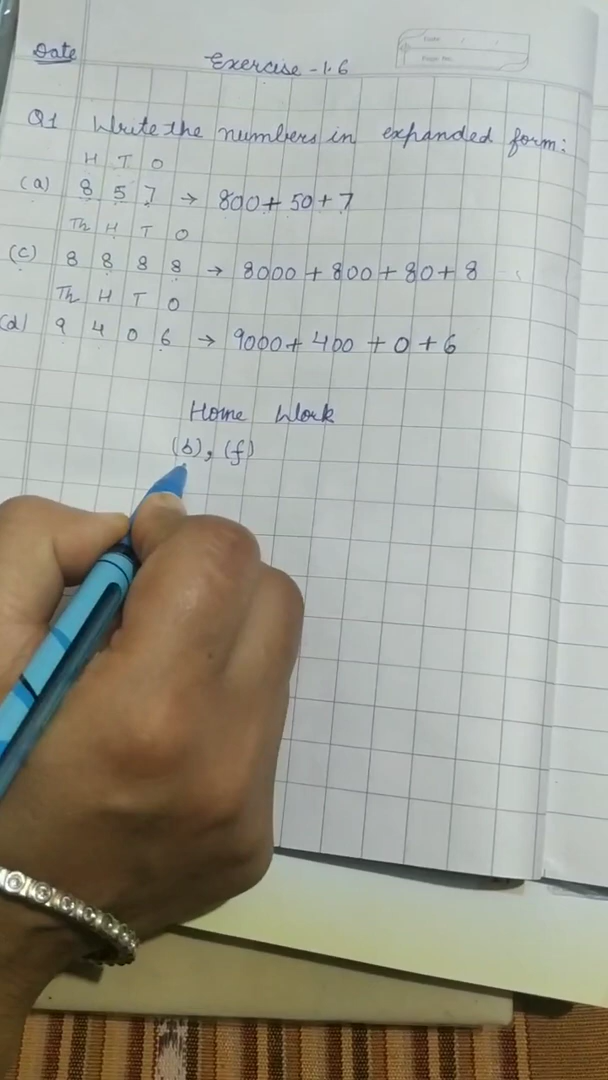 Date
Exercise - 1.6
Q1 Write the numbers in expanded form:
H T O
(a) 8 5 7 → 800 + 50 + 7
Th H T O
(c) 8 8 8 8 → 8000 + 800 + 80 + 8
Th H T O
(d) 9 4 0 6 → 9000 + 400 + 0 + 6
Home Work
(b), (f)